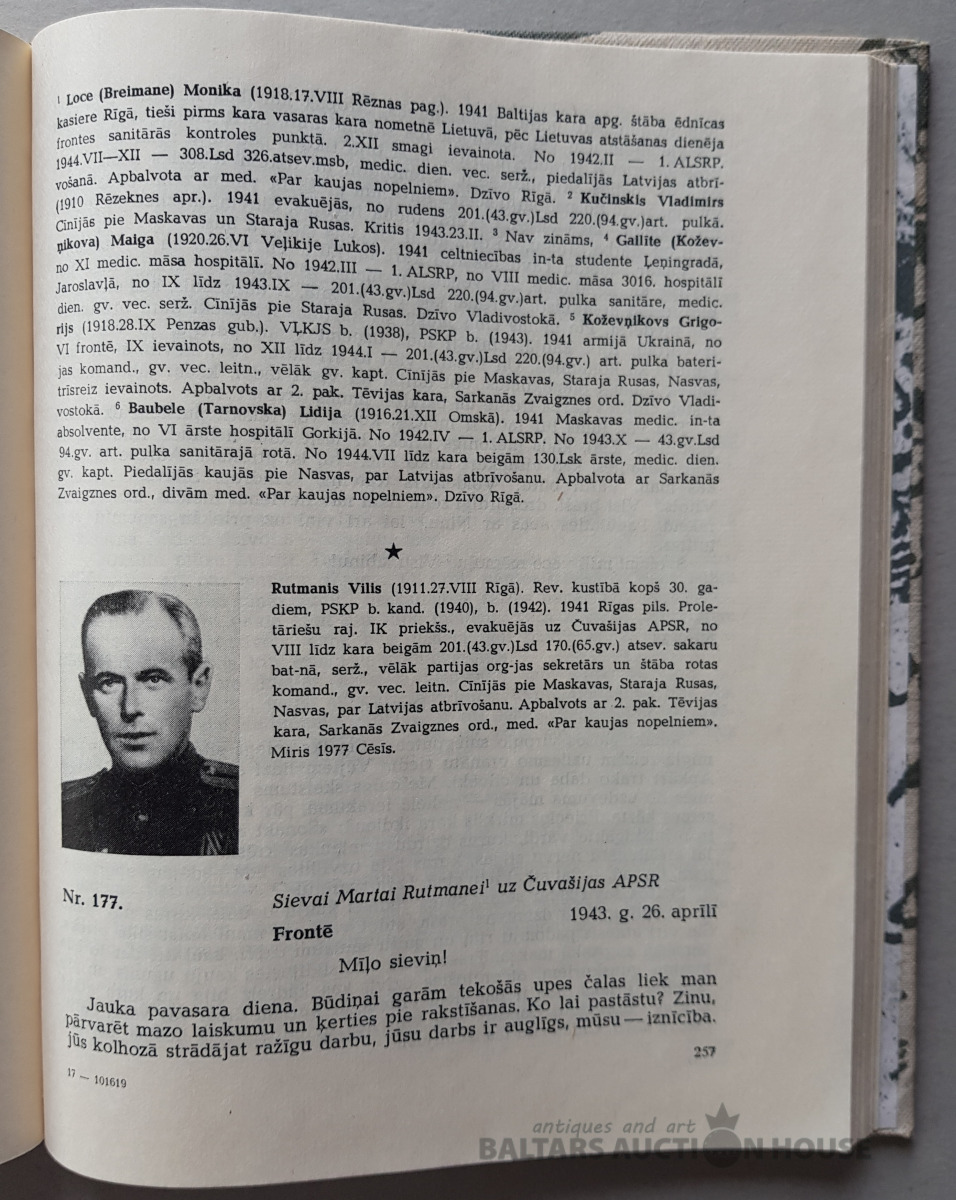 ¹ Loce (Breimane) Monika (1918.17.VIII Rēznas pag.). 1941 Baltijas kara apg. štāba ēdnīcas
kasiere Rīgā, tieši pirms kara vasaras kara nometnē Lietuvā, pēc Lietuvas atstāšanas dienēja
frontes sanitārās kontroles punktā. 2.XII smagi ievainota. No 1942.II — 1. ALSRP.
1944.VII—XII — 308.Lsd 326.atsev.msb, medic. dien. vec. serž., piedalījās Latvijas atbrī-
vošanā. Apbalvota ar med. «Par kaujas nopelniem». Dzīvo Rīgā. ² Kučinskis Vladimirs
(1910 Rēzeknes apr.). 1941 evakuējās, no rudens 201.(43.gv.)Lsd 220.(94.gv.)art. pulkā.
Cīnījās pie Maskavas un Staraja Rusas. Kritis 1943.23.II. ³ Nav zināms, ⁴ Gallite (Kožev-
ņikova) Maiga (1920.26.VI Veļikije Lukos). 1941 celtniecības in-ta studente Ļeņingradā,
no XI medic. māsa hospitālī. No 1942.III — 1. ALSRP, no VIII medic. māsa 3016. hospitālī
Jaroslavļā, no IX līdz 1943.IX — 201.(43.gv.)Lsd 220.(94.gv.)art. pulka sanitāre, medic.
dien. gv. vec. serž. Cīnījās pie Staraja Rusas. Dzīvo Vladivostokā. ⁵ Koževņikovs Grigo-
rijs (1918.28.IX Penzas gub.). VĻKJS b. (1938), PSKP b. (1943). 1941 armijā Ukrainā, no
VI frontē, IX ievainots, no XII līdz 1944.I — 201.(43.gv.)Lsd 220.(94.gv.) art. pulka bateri-
jas komand., gv. vec. leitn., vēlāk gv. kapt. Cīnījās pie Maskavas, Staraja Rusas, Nasvas,
trīsreiz ievainots. Apbalvots ar 2. pak. Tēvijas kara, Sarkanās Zvaigznes ord. Dzīvo Vladi-
vostokā. ⁶ Baubele (Tarnovska) Lidija (1916.21.XII Omskā). 1941 Maskavas medic. in-ta
absolvente, no VI ārste hospitālī Gorkijā. No 1942.IV — 1. ALSRP. No 1943.X — 43.gv.Lsd
94.gv. art. pulka sanitārajā rotā. No 1944.VII līdz kara beigām 130.Lsk ārste, medic. dien.
gv. kapt. Piedalījās kaujās pie Nasvas, par Latvijas atbrīvošanu. Apbalvota ar Sarkanās
Zvaigznes ord., divām med. «Par kaujas nopelniem». Dzīvo Rīgā.
★
Rutmanis Vilis (1911.27.VIII Rīgā). Rev. kustībā kopš 30. ga-
diem, PSKP b. kand. (1940), b. (1942). 1941 Rīgas pils. Prole-
tāriešu raj. IK priekšs., evakuējās uz Čuvašijas APSR, no
VIII līdz kara beigām 201.(43.gv.)Lsd 170.(65.gv.) atsev. sakaru
bat-nā, serž., vēlāk partijas org-jas sekretārs un štāba rotas
komand., gv. vec. leitn. Cīnījās pie Maskavas, Staraja Rusas,
Nasvas, par Latvijas atbrīvošanu. Apbalvots ar 2. pak. Tēvijas
kara, Sarkanās Zvaigznes ord., med. «Par kaujas nopelniem».
Miris 1977 Cēsīs.
Nr. 177.
Sievai Martai Rutmanei¹ uz Čuvašijas APSR
1943. g. 26. aprīlī
Frontē
Mīļo sieviņ!
Jauka pavasara diena. Būdiņai garām tekošās upes čalas liek man
pārvarēt mazo laiskumu un ķerties pie rakstīšanas. Ko lai pastāstu? Zinu,
jūs kolhozā strādājat ražīgu darbu, jūsu darbs ir auglīgs, mūsu — iznīcība.
257
17 — 101619
antiques and art
BALTARS AUCTION HOUSE